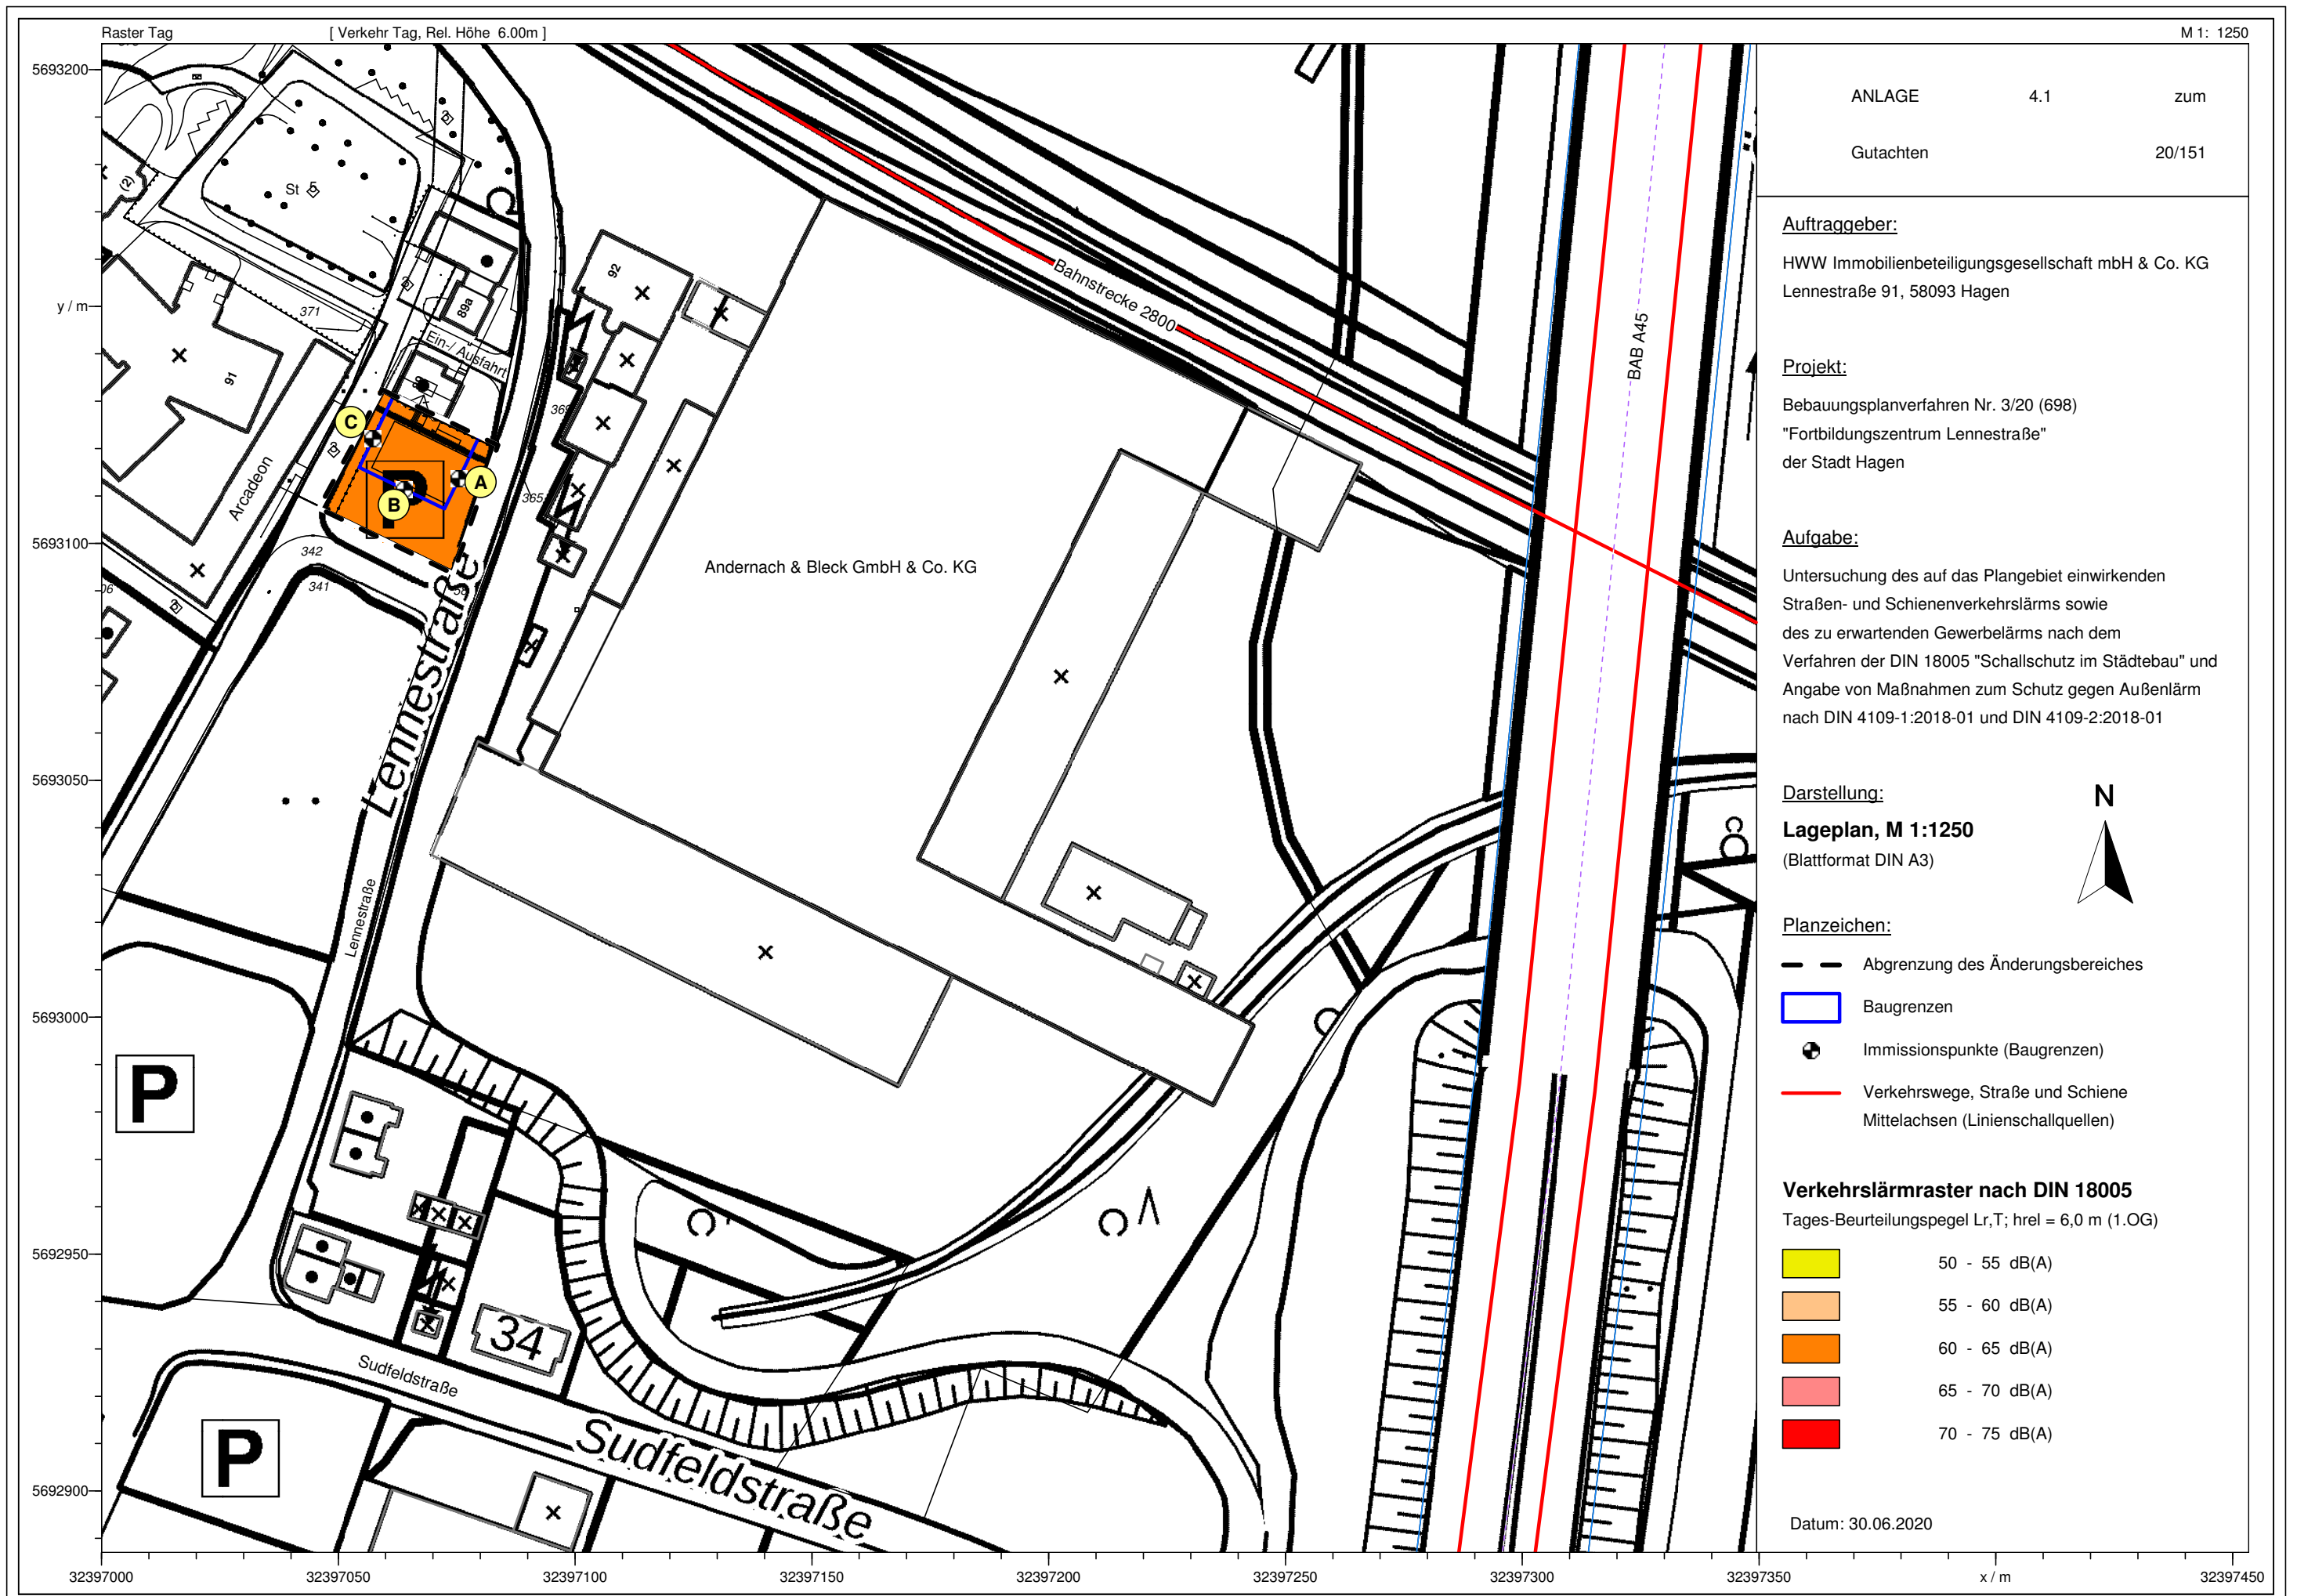 Raster Tag [ Verkehr Tag, Rel. Höhe 6.00m ] M 1: 1250
5693200
y / m
5693100
5693050
5693000
5692950
5692900
32397000 32397050 32397100 32397150 32397200 32397250 32397300 32397350 x / m 32397450
St
(2)
371
91
92
89a
Ein-/ Ausfahrt
Arcadeon
C
A
B
P
365
342
341
Lennestraße
Lennestraße
Bahnstrecke 2800
BAB A45
Andernach & Bleck GmbH & Co. KG
P
34
Sudfeldstraße
Sudfeldstraße
P
ANLAGE 4.1 zum
Gutachten 20/151
Auftraggeber:
HWW Immobilienbeteiligungsgesellschaft mbH & Co. KG
Lennestraße 91, 58093 Hagen
Projekt:
Bebauungsplanverfahren Nr. 3/20 (698)
"Fortbildungszentrum Lennestraße"
der Stadt Hagen
Aufgabe:
Untersuchung des auf das Plangebiet einwirkenden
Straßen- und Schienenverkehrslärms sowie
des zu erwartenden Gewerbelärms nach dem
Verfahren der DIN 18005 "Schallschutz im Städtebau" und
Angabe von Maßnahmen zum Schutz gegen Außenlärm
nach DIN 4109-1:2018-01 und DIN 4109-2:2018-01
Darstellung:
Lageplan, M 1:1250
(Blattformat DIN A3)
N
Planzeichen:
Abgrenzung des Änderungsbereiches
Baugrenzen
Immissionspunkte (Baugrenzen)
Verkehrswege, Straße und Schiene
Mittelachsen (Linienschallquellen)
Verkehrslärmraster nach DIN 18005
Tages-Beurteilungspegel Lr,T; hrel = 6,0 m (1.OG)
50 - 55 dB(A)
55 - 60 dB(A)
60 - 65 dB(A)
65 - 70 dB(A)
70 - 75 dB(A)
Datum: 30.06.2020